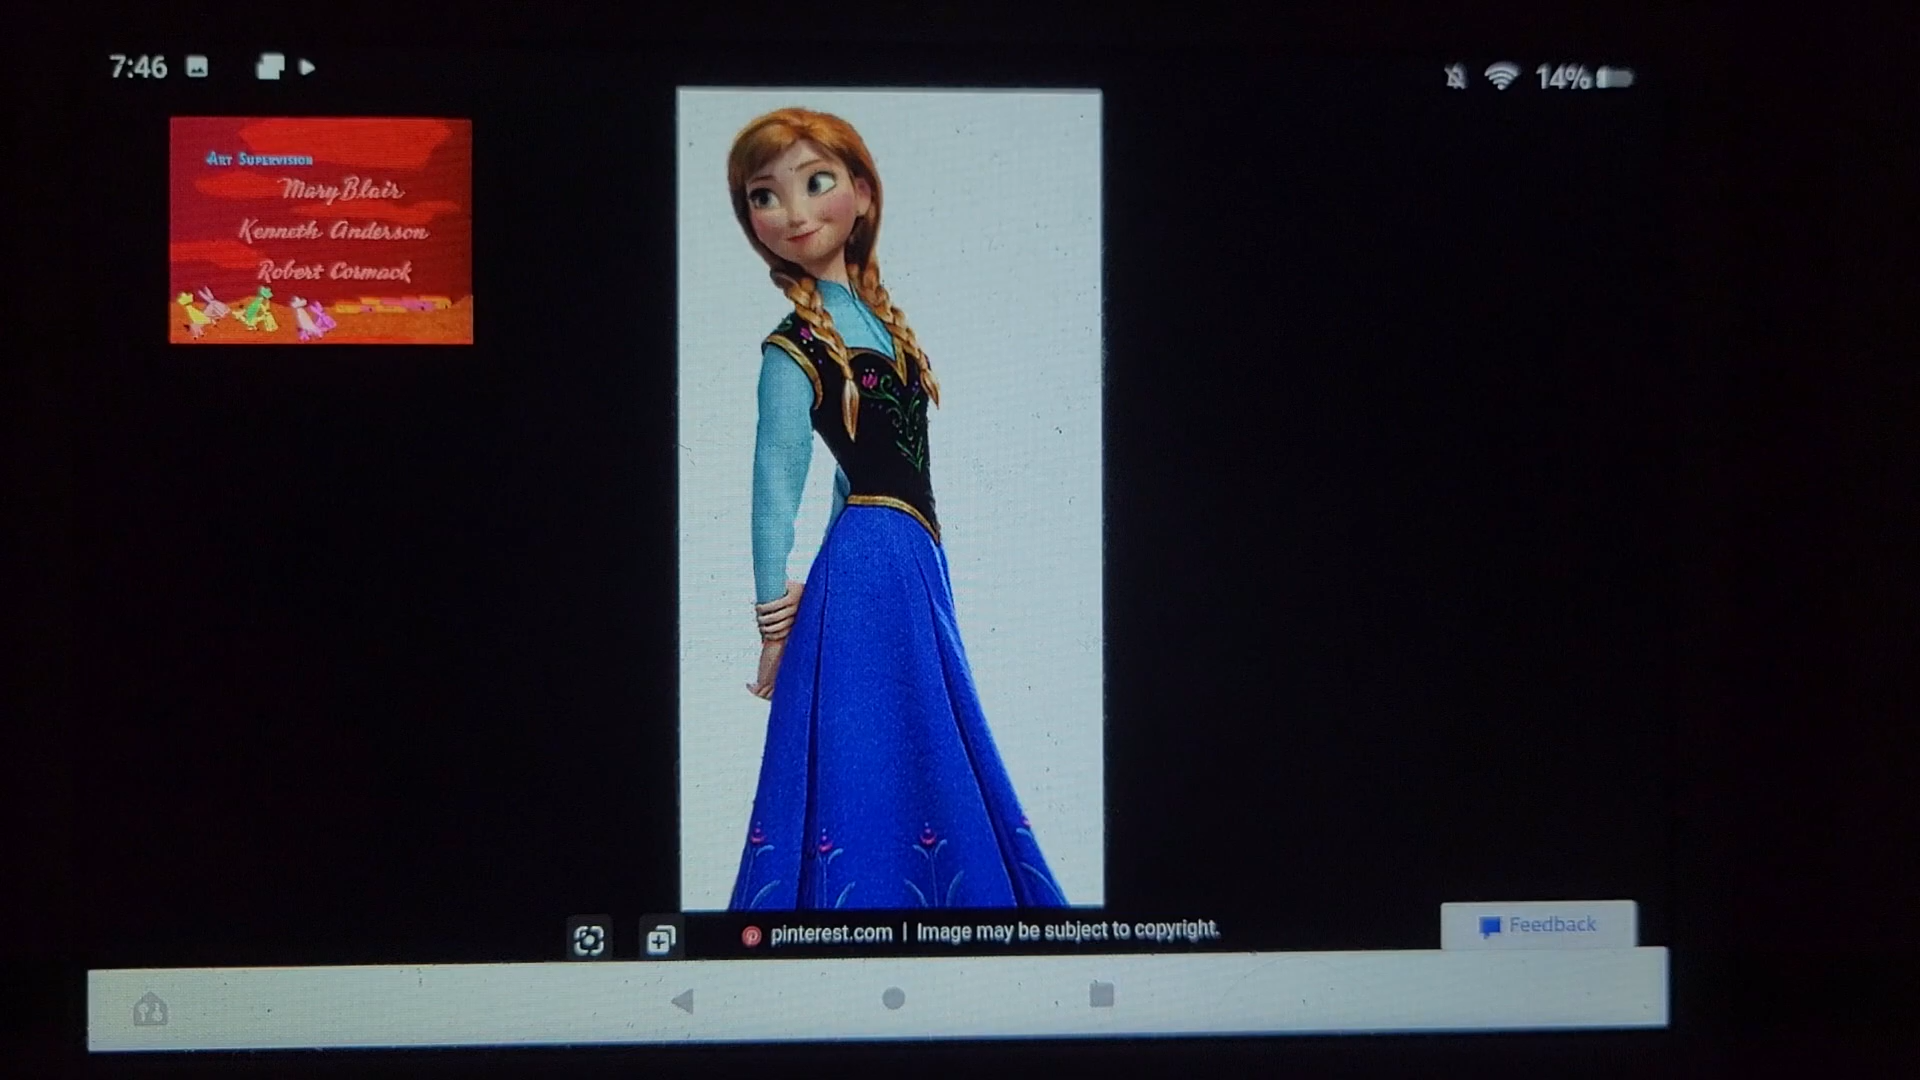 7:46
14%
Art Supervision
Mary Blair
Kenneth Anderson
Robert Cormack
pinterest.com | Image may be subject to copyright.
Feedback